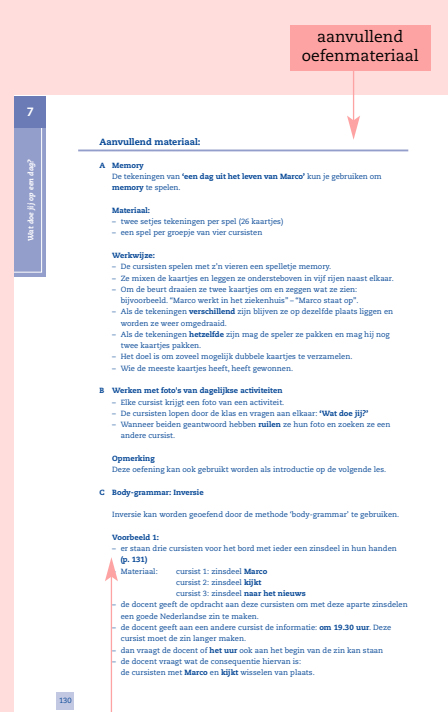 aanvullend
oefenmateriaal
7
Wat doe jij op een dag?
Aanvullend materiaal:
A Memory
De tekeningen van ‘een dag uit het leven van Marco’ kun je gebruiken om
memory te spelen.
Materiaal:
– twee setjes tekeningen per spel (26 kaartjes)
– een spel per groepje van vier cursisten
Werkwijze:
– De cursisten spelen met z’n vieren een spelletje memory.
– Ze mixen de kaartjes en leggen ze ondersteboven in vijf rijen naast elkaar.
– Om de beurt draaien ze twee kaartjes om en zeggen wat ze zien:
bijvoorbeeld. “Marco werkt in het ziekenhuis” – “Marco staat op”.
– Als de tekeningen verschillend zijn blijven ze op dezelfde plaats liggen en
worden ze weer omgedraaid.
– Als de tekeningen hetzelfde zijn mag de speler ze pakken en mag hij nog
twee kaartjes pakken.
– Het doel is om zoveel mogelijk dubbele kaartjes te verzamelen.
– Wie de meeste kaartjes heeft, heeft gewonnen.
B Werken met foto's van dagelijkse activiteiten
– Elke cursist krijgt een foto van een activiteit.
– De cursisten lopen door de klas en vragen aan elkaar: ‘Wat doe jij?’
– Wanneer beiden geantwoord hebben ruilen ze hun foto en zoeken ze een
andere cursist.
Opmerking
Deze oefening kan ook gebruikt worden als introductie op de volgende les.
C Body-grammar: Inversie
Inversie kan worden geoefend door de methode ‘body-grammar’ te gebruiken.
Voorbeeld 1:
– er staan drie cursisten voor het bord met ieder een zinsdeel in hun handen
(p. 131)
Materiaal: cursist 1: zinsdeel Marco
cursist 2: zinsdeel kijkt
cursist 3: zinsdeel naar het nieuws
– de docent geeft de opdracht aan deze cursisten om met deze aparte zinsdelen
een goede Nederlandse zin te maken.
– de docent geeft aan een andere cursist de informatie: om 19.30 uur. Deze
cursist moet de zin langer maken.
– dan vraagt de docent of het uur ook aan het begin van de zin kan staan
– de docent vraagt wat de consequentie hiervan is:
de cursisten met Marco en kijkt wisselen van plaats.
130